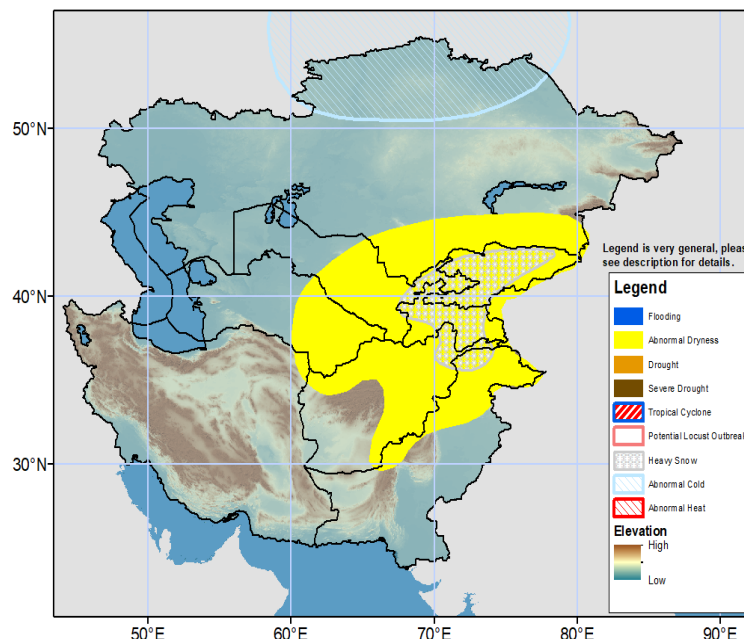 50°N
40°N
30°N
50°E
60°E
70°E
80°E
90°E
Legend is very general, pleas
see description for details.
Legend
Flooding
Abnormal Dryness
Drought
Severe Drought
Tropical Cyclone
Potential Locust Outbreak
Heavy Snow
Abnormal Cold
Abnormal Heat
Elevation
High
Low